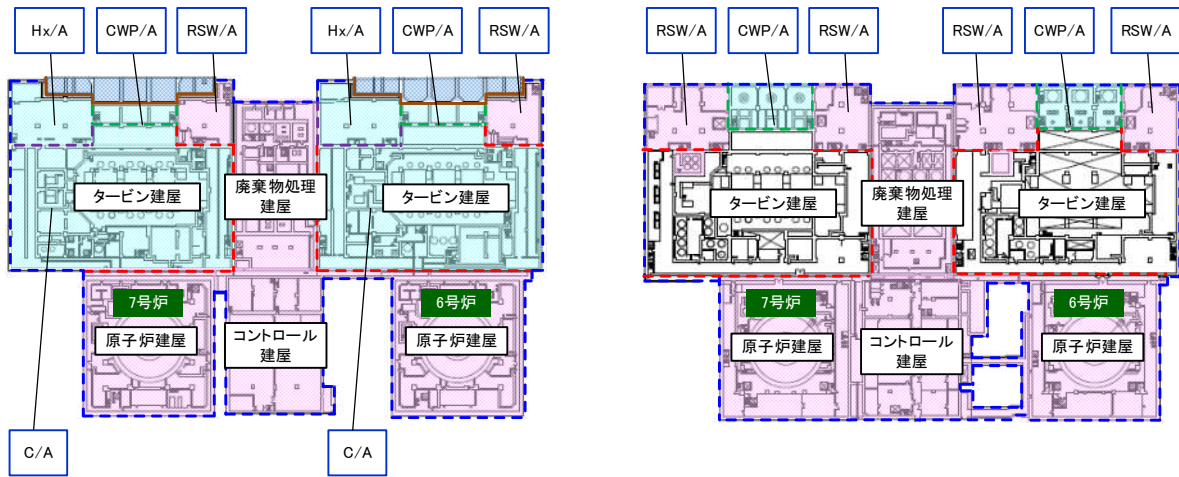 Hx/A
CWP/A
RSW/A
Hx/A
CWP/A
RSW/A
タービン建屋
廃棄物処理
建屋
タービン建屋
7号炉
原子炉建屋
コントロール
建屋
6号炉
原子炉建屋
C/A
C/A
RSW/A
CWP/A
RSW/A
RSW/A
CWP/A
RSW/A
タービン建屋
廃棄物処理
建屋
タービン建屋
7号炉
原子炉建屋
コントロール
建屋
6号炉
原子炉建屋